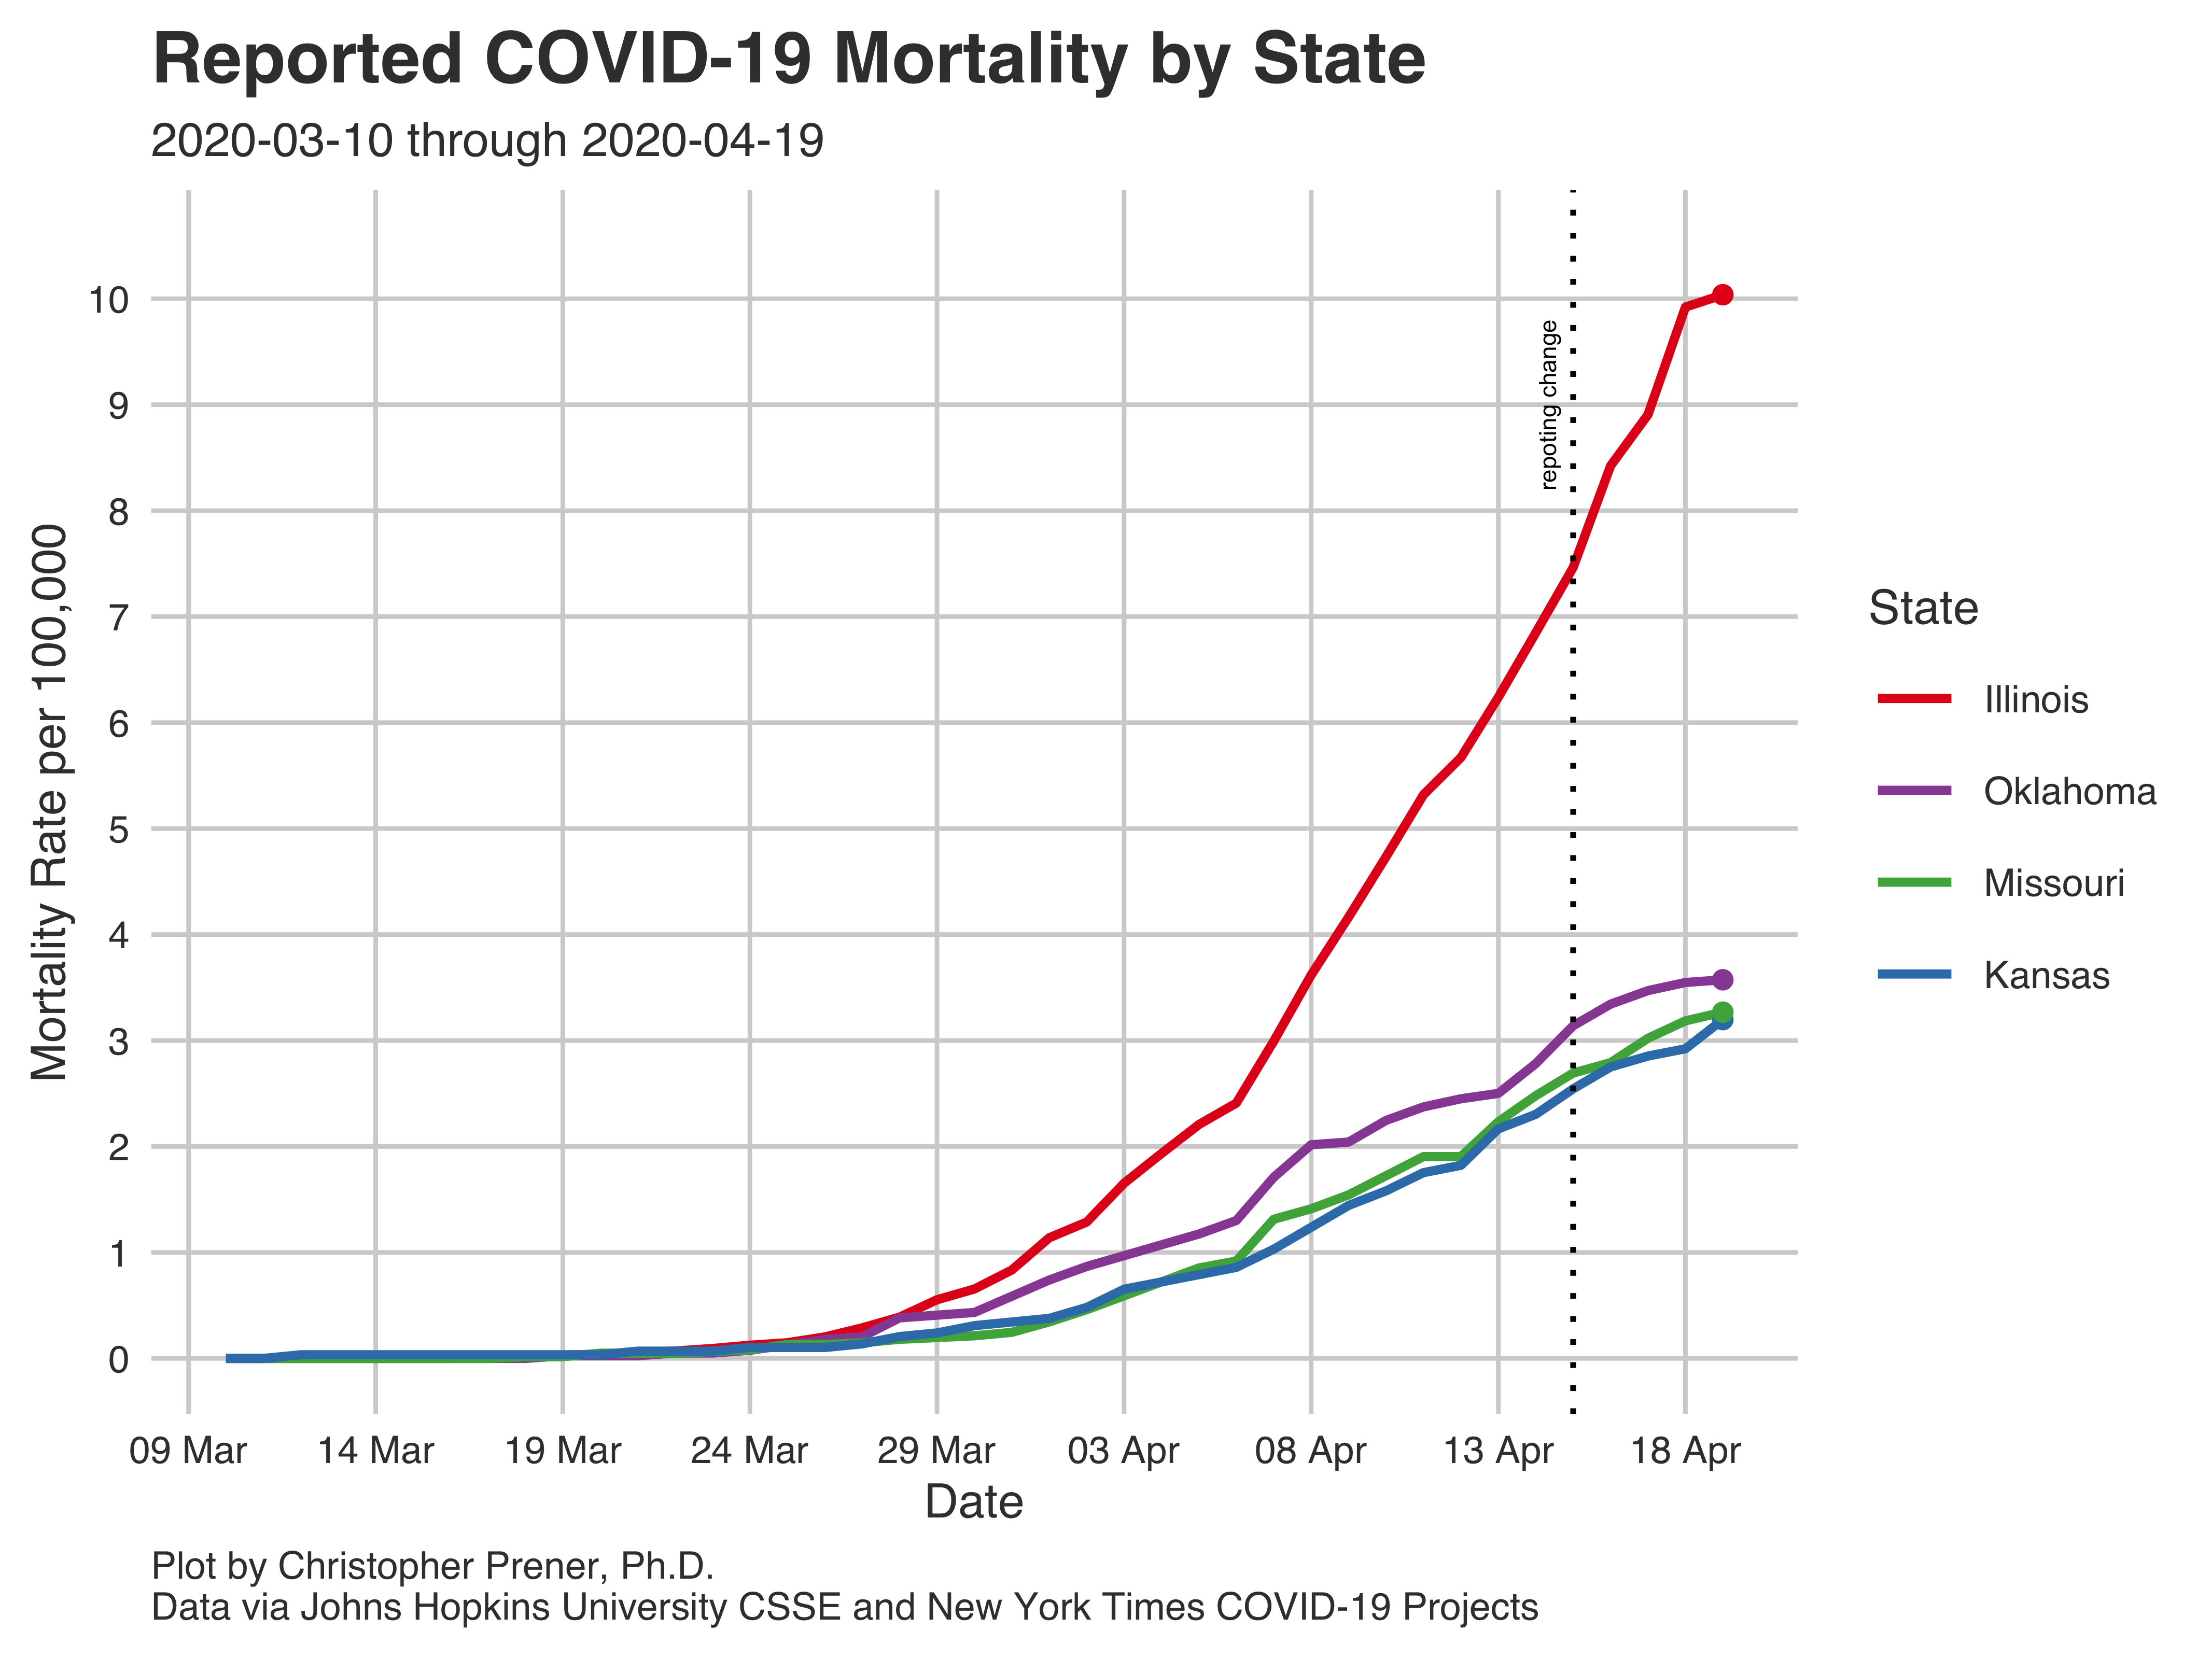 Reported COVID-19 Mortality by State
2020-03-10 through 2020-04-19
Mortality Rate per 100,000
10
9
8
7
6
5
4
3
2
1
0
repoting change
State
Illinois
Oklahoma
Missouri
Kansas
09 Mar 14 Mar 19 Mar 24 Mar 29 Mar 03 Apr 08 Apr 13 Apr 18 Apr
Date
Plot by Christopher Prener, Ph.D.
Data via Johns Hopkins University CSSE and New York Times COVID-19 Projects